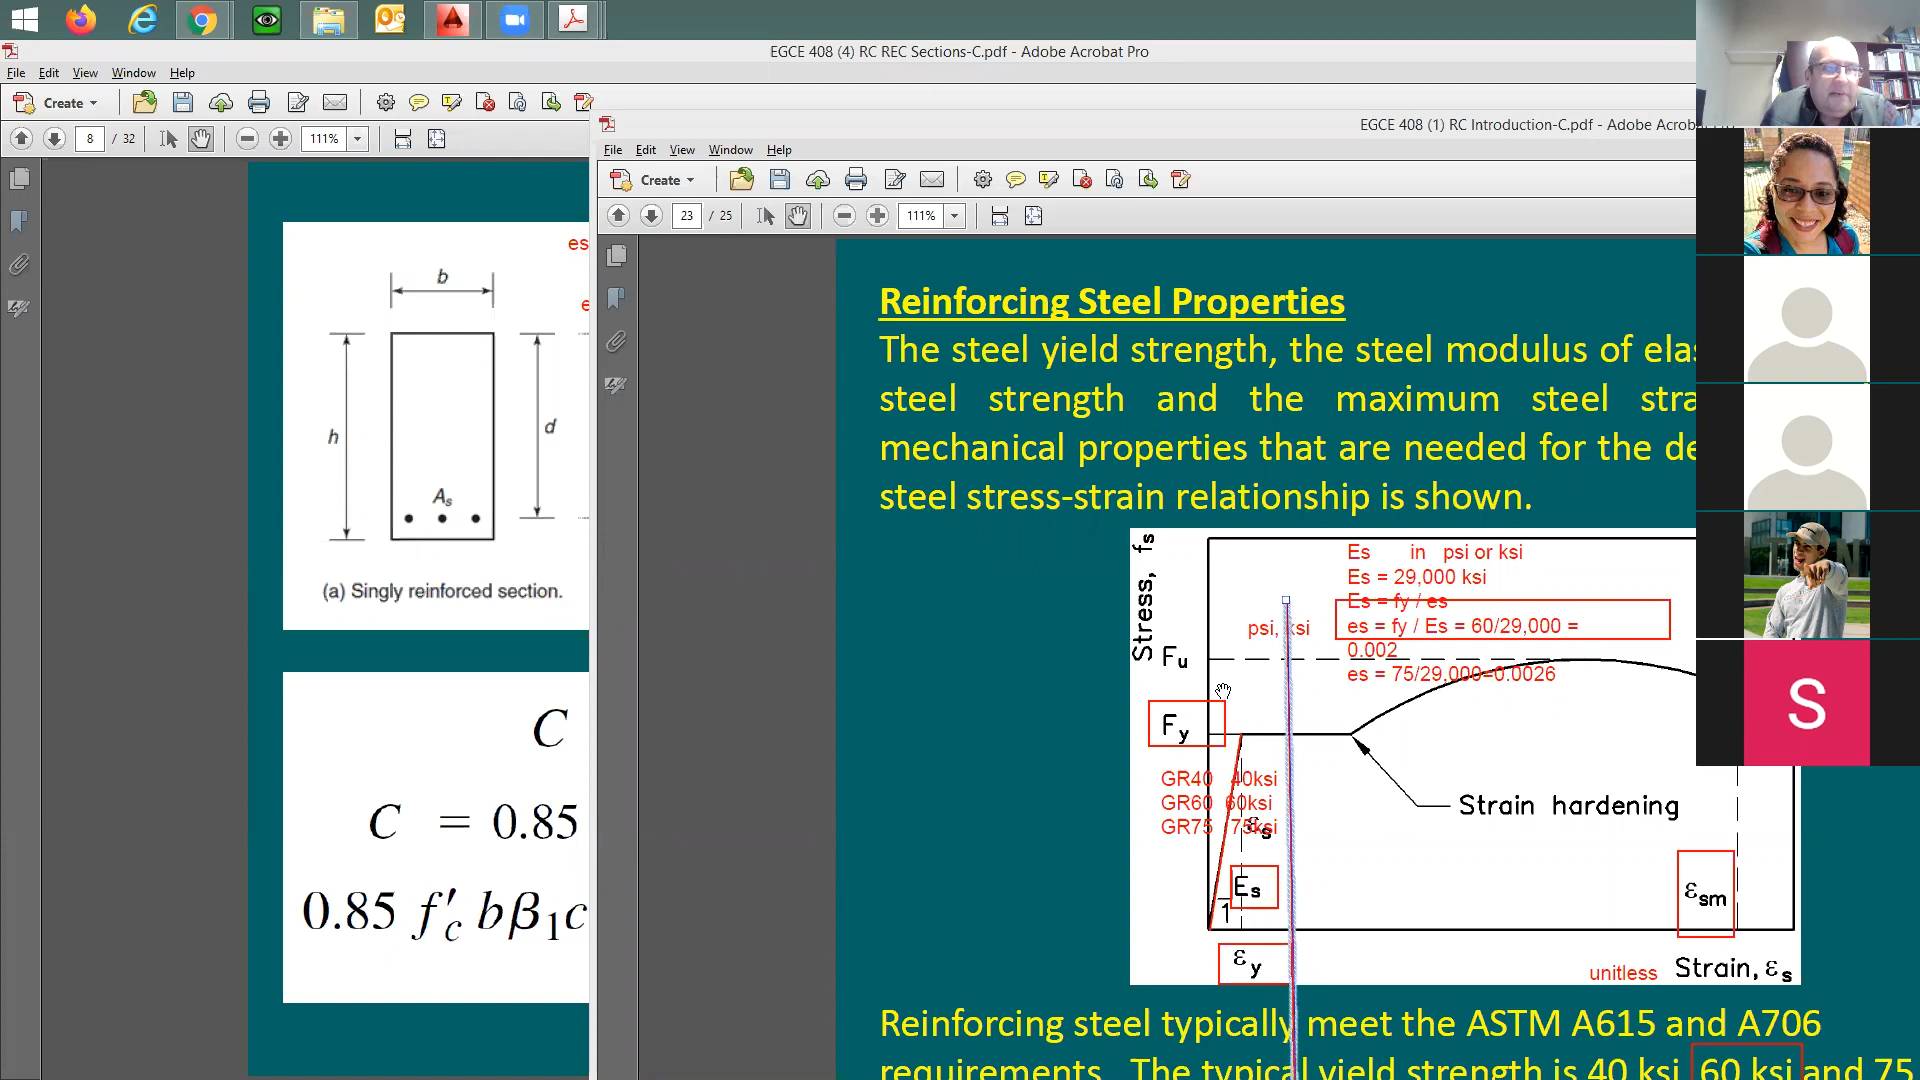 EGCE 408 (4) RC REC Sections-C.pdf - Adobe Acrobat Pro
File Edit View Window Help
Create
8 / 32
111%
es
e
b
h
d
As
(a) Singly reinforced section.
C
C = 0.85
0.85 f′c bβ1c
EGCE 408 (1) RC Introduction-C.pdf - Adobe Acrobat
File Edit View Window Help
Create
23 / 25
111%
Reinforcing Steel Properties
The steel yield strength, the steel modulus of elas
steel strength and the maximum steel stra
mechanical properties that are needed for the de
steel stress-strain relationship is shown.
Stress, fs
Es in psi or ksi
Es = 29,000 ksi
Es = fy / es
es = fy / Es = 60/29,000 =
0.002
es = 75/29,000=0.0026
psi, ksi
Fu
Fy
GR40 40ksi
GR60 60ksi
GR75 75ksi
εs
Strain hardening
Es
1
εsm
εy
unitless Strain, εs
Reinforcing steel typically meet the ASTM A615 and A706
requirements. The typical yield strength is 40 ksi, 60 ksi and 75
S